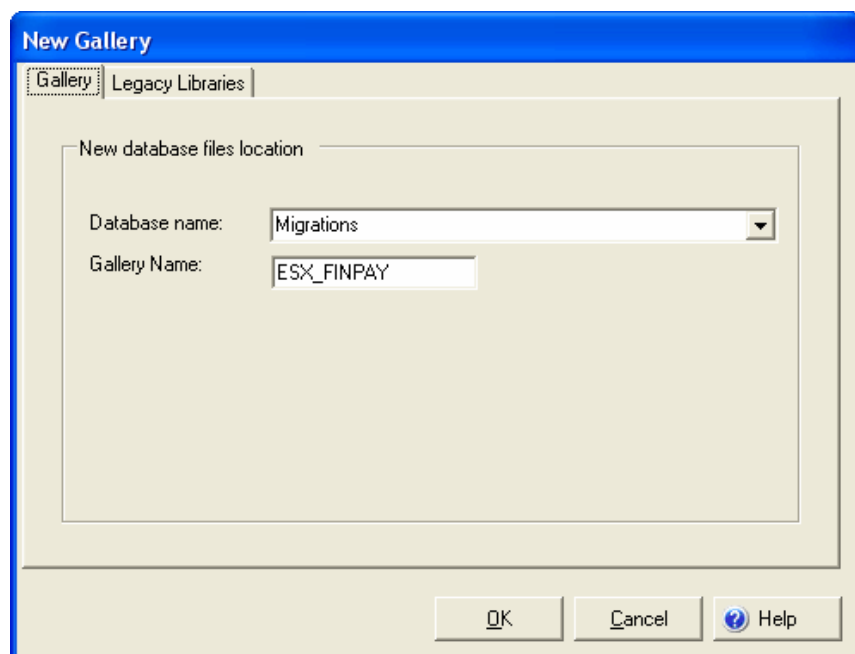 New Gallery
Gallery Legacy Libraries
New database files location
Database name: Migrations
Gallery Name: ESX_FINPAY
OK Cancel Help